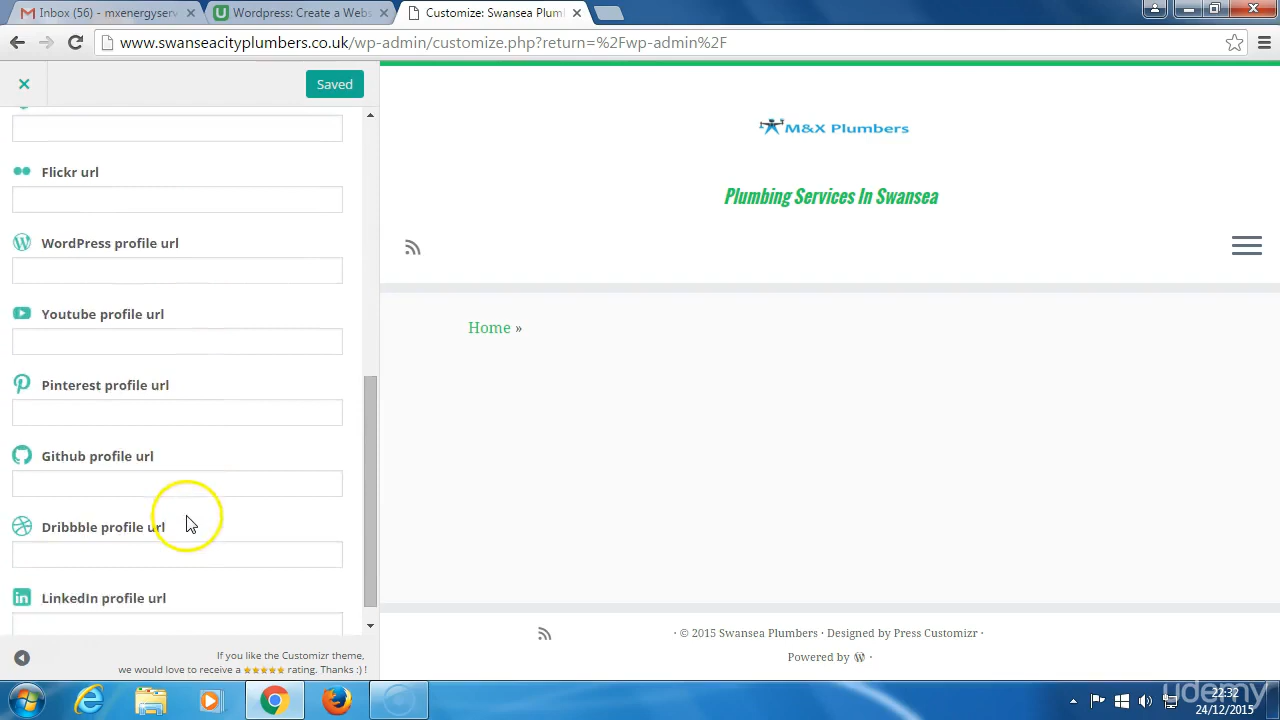 Inbox (56) - mxenergyserv
Wordpress: Create a Webs
Customize: Swansea Plum
www.swanseacityplumbers.co.uk/wp-admin/customize.php?return=%2Fwp-admin%2F
Saved
Flickr url
WordPress profile url
Youtube profile url
Pinterest profile url
Github profile url
Dribbble profile url
LinkedIn profile url
If you like the Customizr theme,
we would love to receive a ★★★★★ rating. Thanks :) !
M&X Plumbers
Plumbing Services In Swansea
Home »
· © 2015 Swansea Plumbers · Designed by Press Customizr ·
Powered by ·
udemy
22:32
24/12/2015